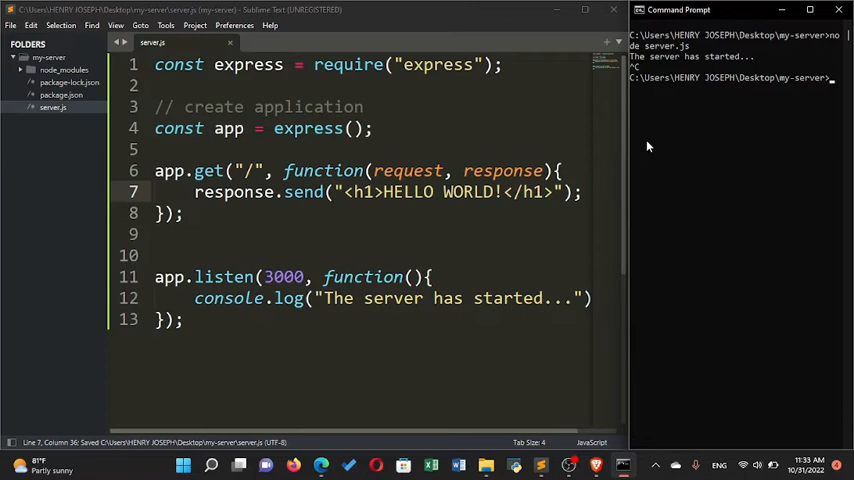 C:\Users\HENRY JOSEPH\Desktop\my-server\server.js (my-server) - Sublime Text (UNREGISTERED)
File Edit Selection Find View Goto Tools Project Preferences Help
FOLDERS
my-server
node_modules
package-lock.json
package.json
server.js
server.js
1 const express = require("express");
2
3 // create application
4 const app = express();
5
6 app.get("/", function(request, response){
7 response.send("<h1>HELLO WORLD!</h1>");
8 });
9
10
11 app.listen(3000, function(){
12 console.log("The server has started...")
13 });
Line 7, Column 36; Saved C:\Users\HENRY JOSEPH\Desktop\my-server\server.js (UTF-8)
Tab Size: 4
JavaScript
Command Prompt
C:\Users\HENRY JOSEPH\Desktop\my-server>no
de server.js
The server has started...
^C
C:\Users\HENRY JOSEPH\Desktop\my-server>_
81°F
Partly sunny
ENG
11:33 AM
10/31/2022